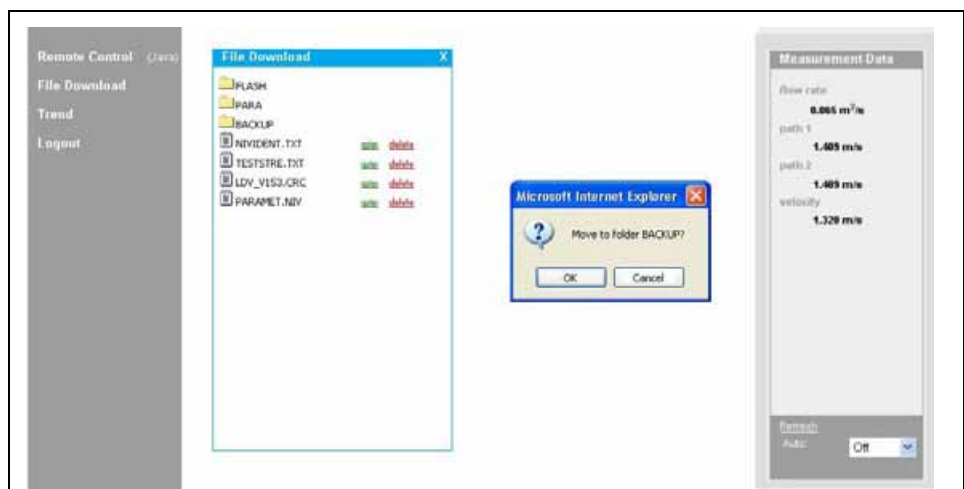 Remote Control (Java)
File Download
Trend
Logout
File Download X
FLASH
PARA
BACKUP
NIVIDENT.TXT delete
TESTSTRE.TXT delete
LDV_V153.CRC delete
PARAMET.NIV delete
Microsoft Internet Explorer
Move to folder BACKUP?
OK Cancel
Measurement Data
flow rate
0.065 m³/s
path 1
1.409 m/s
path 2
1.409 m/s
velocity
1.320 m/s
Refresh
Auto: Off